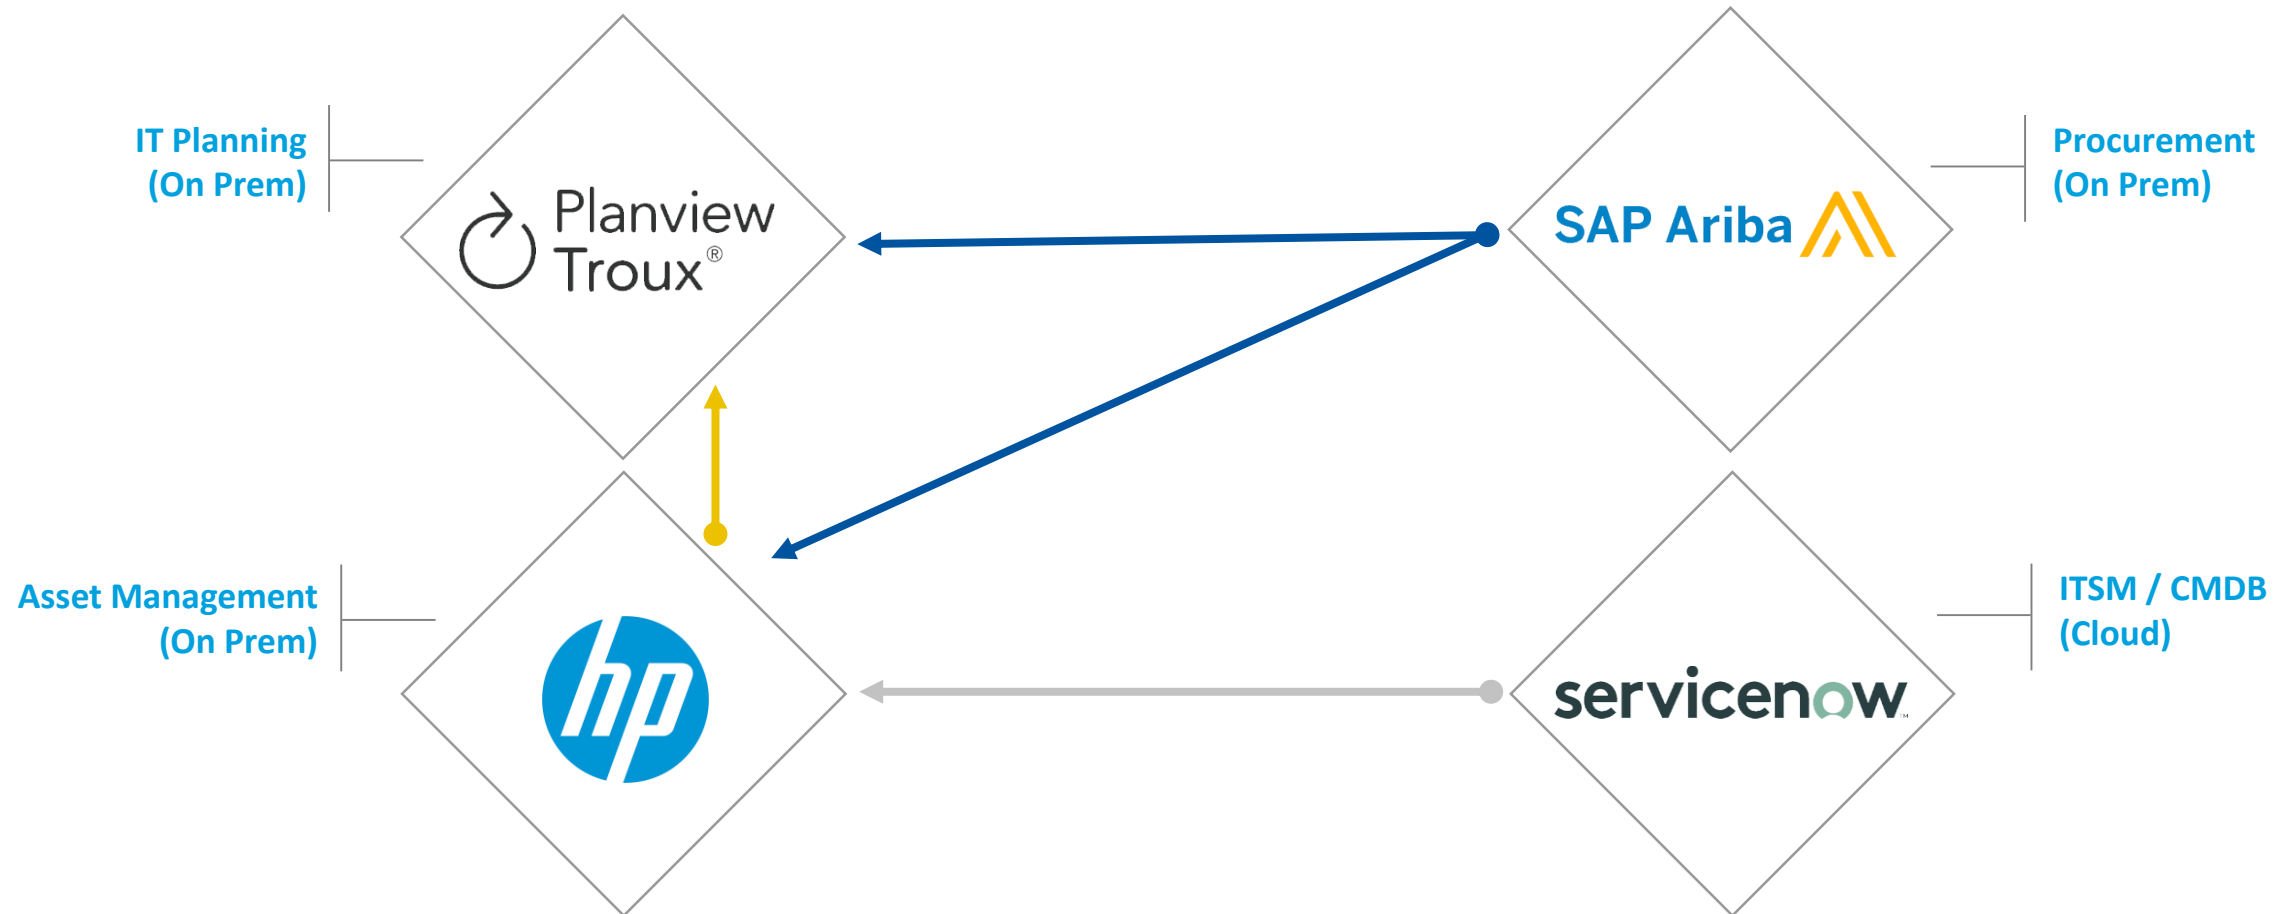 IT Planning
(On Prem)
Planview
Troux®
SAP Ariba
Procurement
(On Prem)
Asset Management
(On Prem)
hp
servicenow™
ITSM / CMDB
(Cloud)